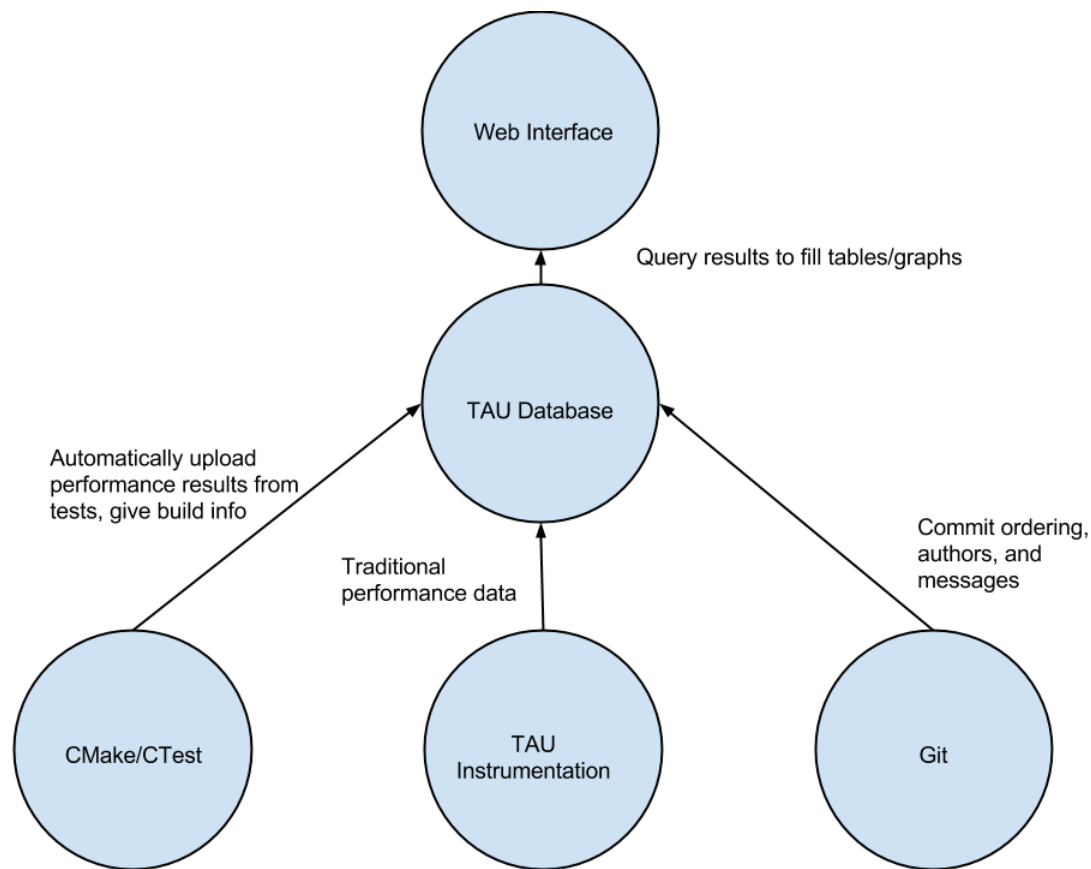 Web Interface
Query results to fill tables/graphs
TAU Database
Automatically upload
performance results from
tests, give build info
Traditional
performance data
Commit ordering,
authors, and
messages
CMake/CTest
TAU
Instrumentation
Git